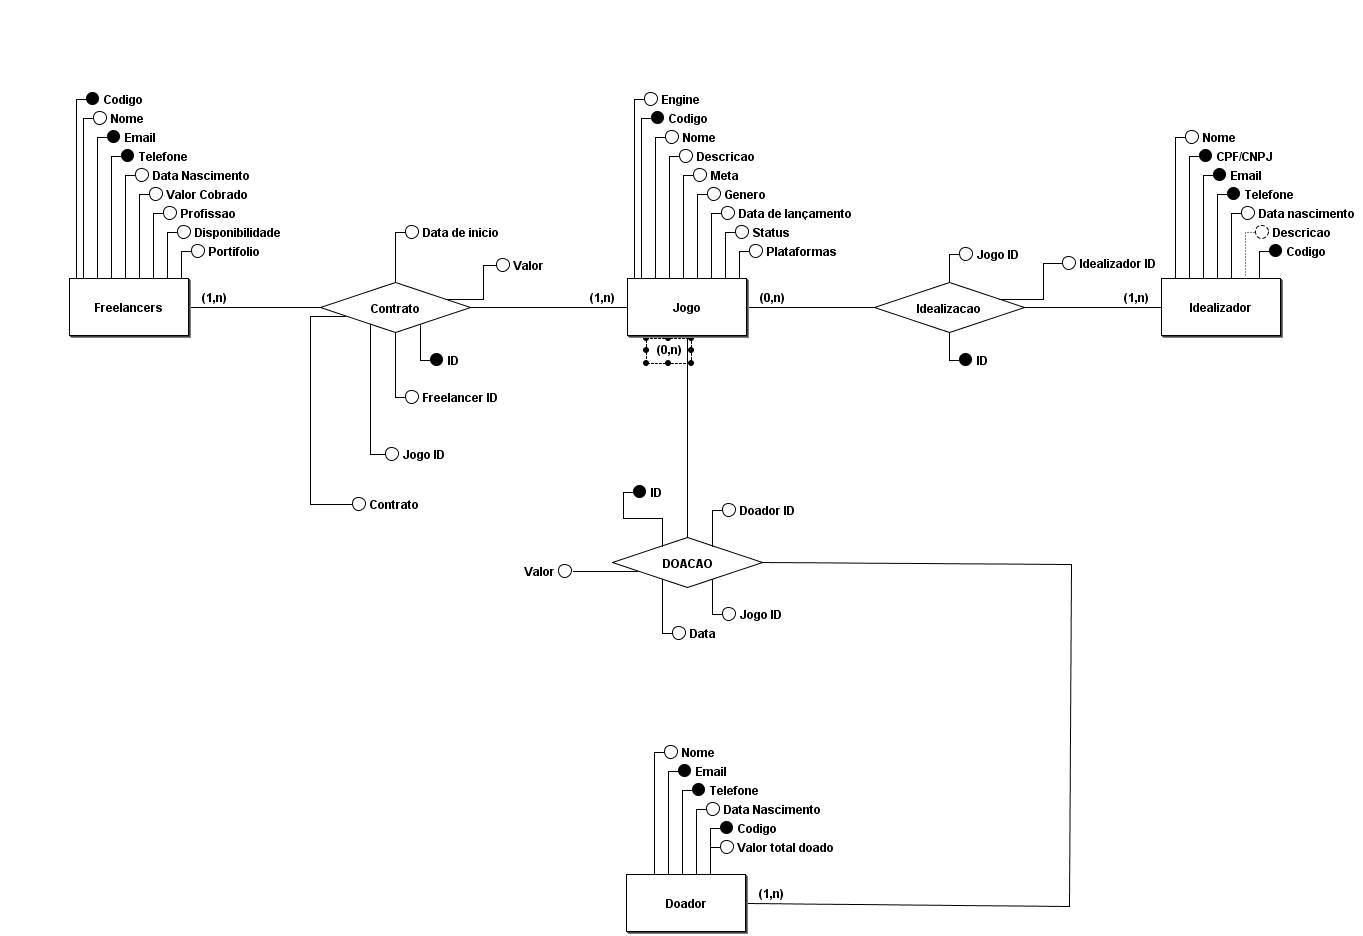 Codigo
Nome
Email
Telefone
Data Nascimento
Valor Cobrado
Profissao
Disponibilidade
Portifolio
Freelancers
(1,n)
Data de inicio
Valor
Contrato
ID
Freelancer ID
Jogo ID
Contrato
(1,n)
Engine
Codigo
Nome
Descricao
Meta
Genero
Data de lançamento
Status
Plataformas
Jogo
(0,n)
(0,n)
Jogo ID
Idealizador ID
Idealizacao
ID
(1,n)
Nome
CPF/CNPJ
Email
Telefone
Data nascimento
Descricao
Codigo
Idealizador
ID
Doador ID
DOACAO
Valor
Jogo ID
Data
Nome
Email
Telefone
Data Nascimento
Codigo
Valor total doado
Doador
(1,n)